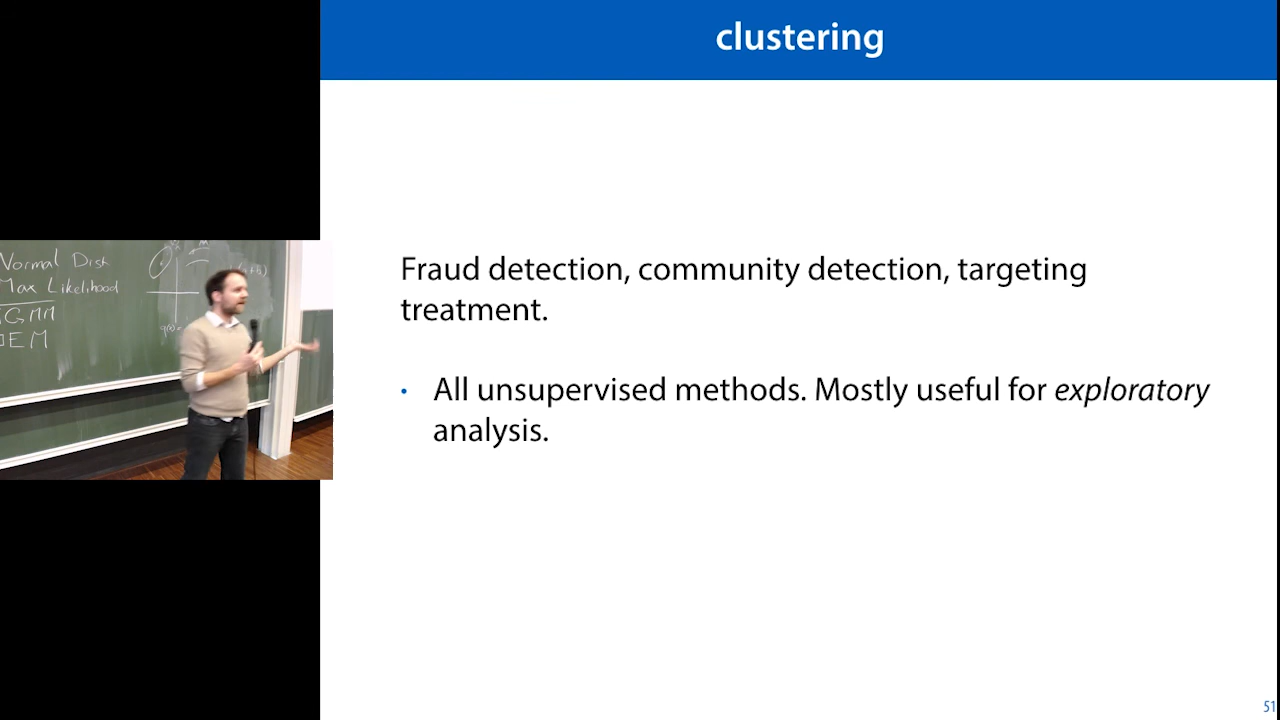 clustering
Fraud detection, community detection, targeting
treatment.
• All unsupervised methods. Mostly useful for exploratory
analysis.
Normal Dist
Max Likelihood
GMM
EM
51